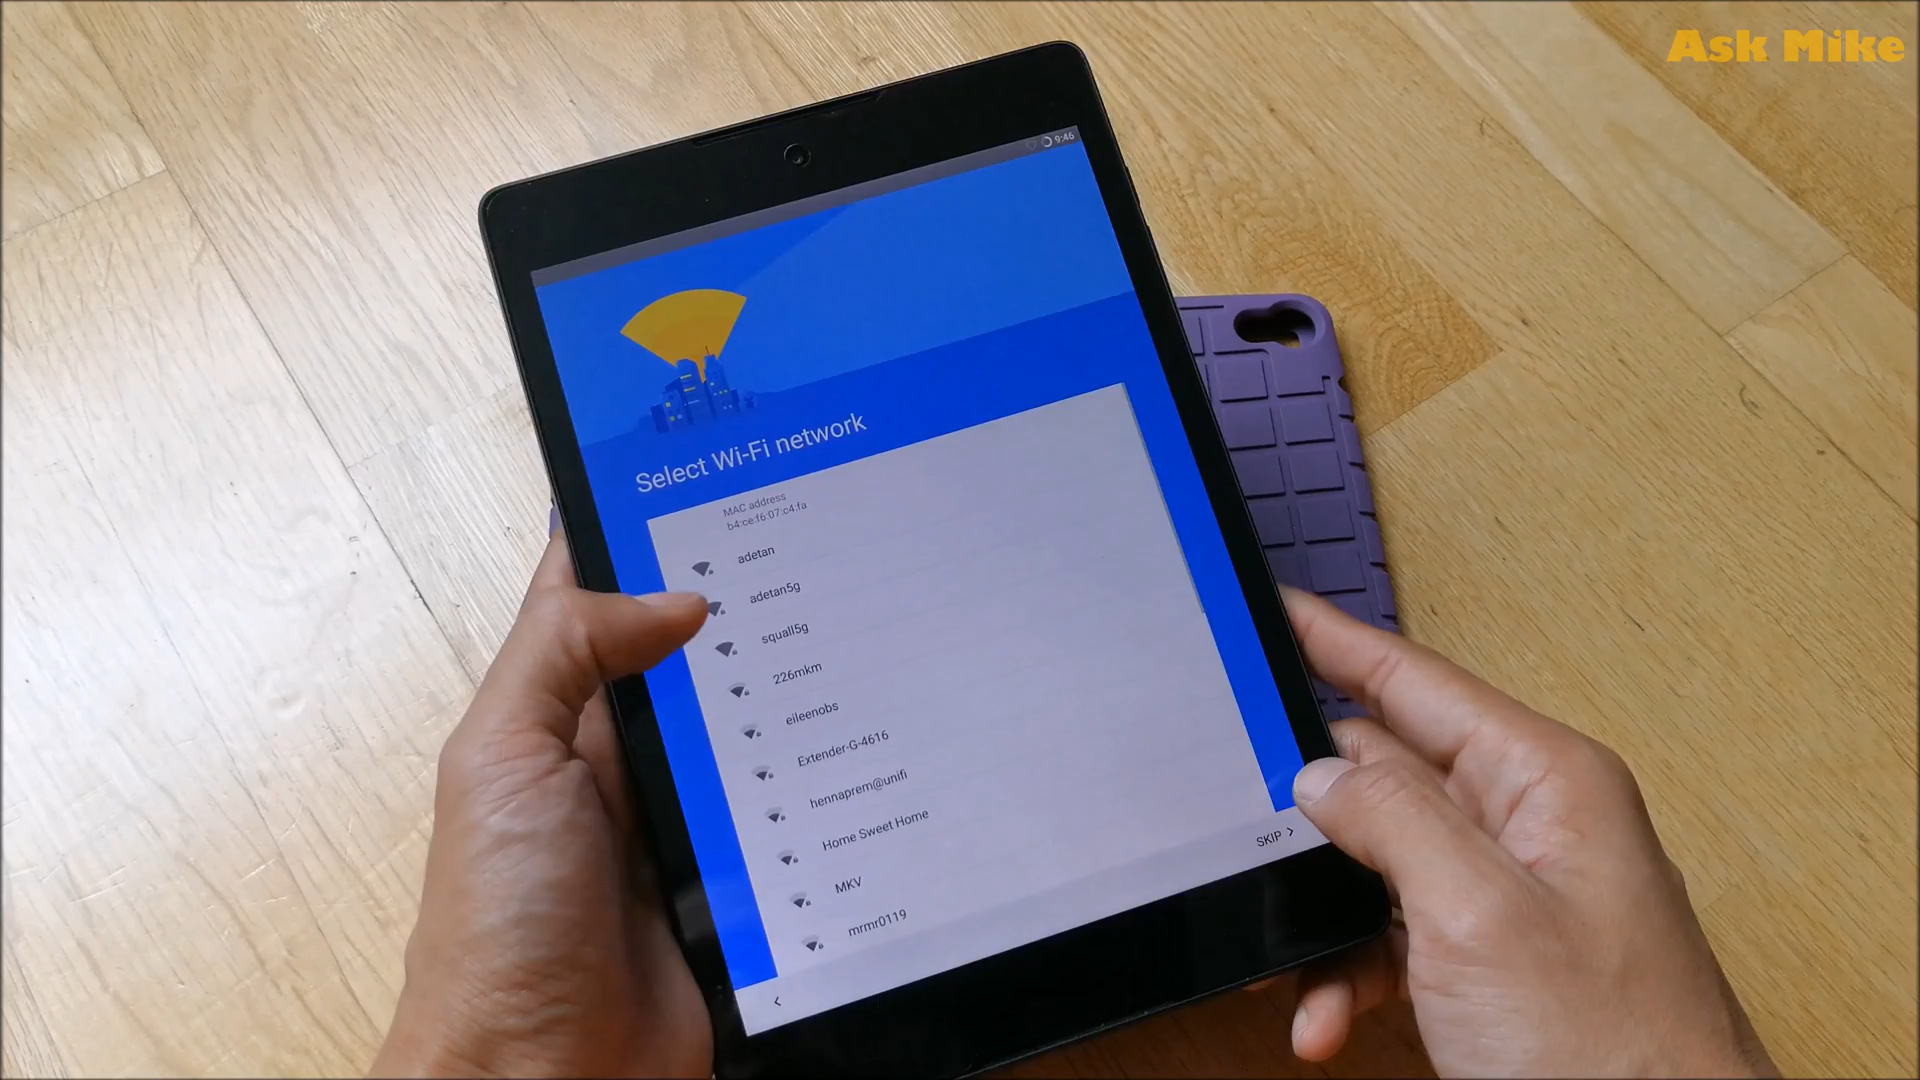 Ask Mike
9:46
Select Wi-Fi network
MAC address
b4:ce:f6:07:c4:fa
adetan
adetan5g
squall5g
226mkm
eileenobs
Extender-G-4616
hennaprem@unifi
Home Sweet Home
MKV
mrmr0119
SKIP >
<